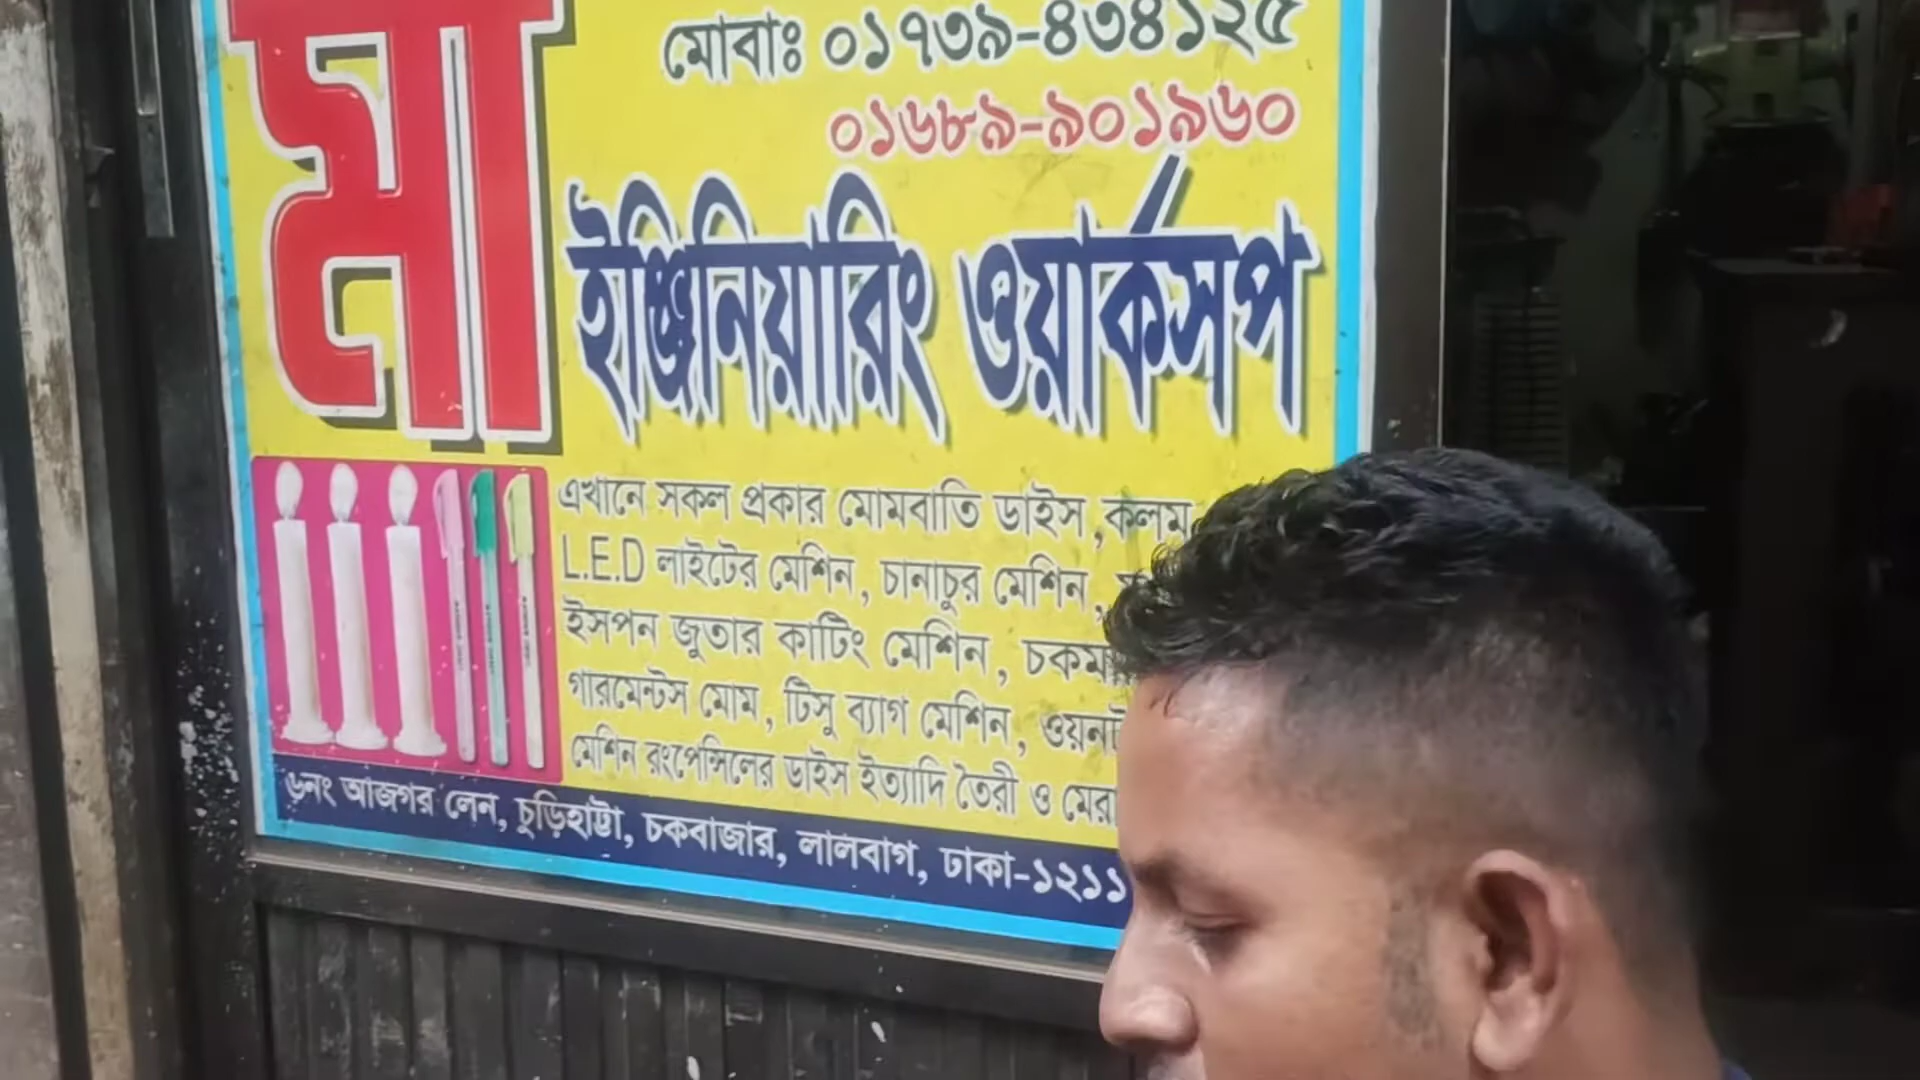 মোবাঃ ০১৭৩৯-৪৩৪১২৫
০১৬৮৯-৯০১৯৬০
মা
ইঞ্জিনিয়ারিং ওয়ার্কসপ
এখানে সকল প্রকার মোমবাতি ডাইস ,কলম
L.E.D লাইটের মেশিন, চানাচুর মেশিন,
ইসপন জুতার কাটিং মেশিন,
গারমেন্টস মোম, টিসু ব্যাগ মেশিন,
মেশিন রংপেন্সিলের ডাইস ইত্যাদি তৈরী ও
৬নং আজগর লেন, চুড়িহাট্টা, চকবাজার, লালবাগ, ঢাকা-১২১১